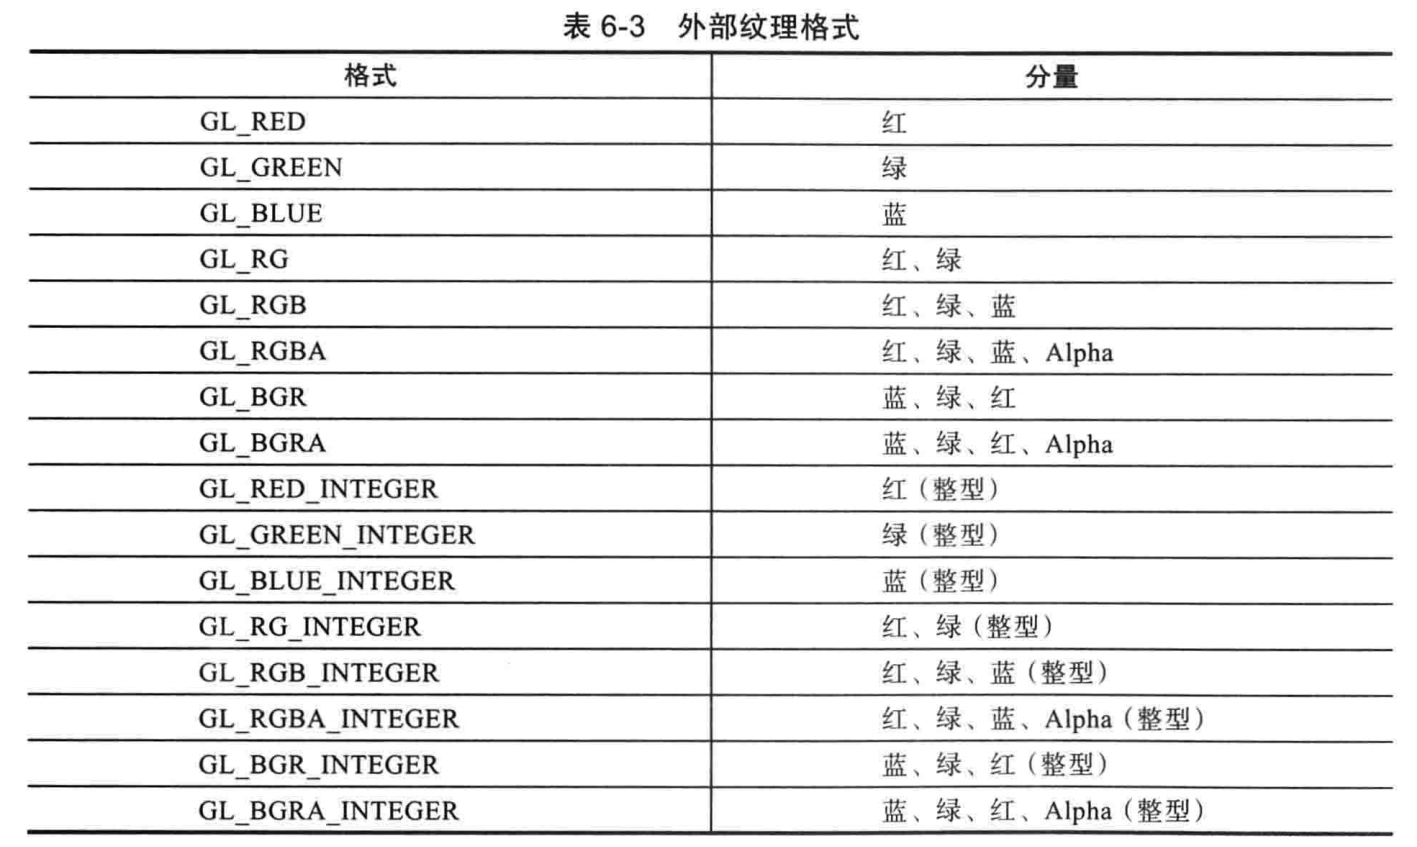 表 6-3 外部纹理格式
格式 分量
GL_RED 红
GL_GREEN 绿
GL_BLUE 蓝
GL_RG 红、绿
GL_RGB 红、绿、蓝
GL_RGBA 红、绿、蓝、Alpha
GL_BGR 蓝、绿、红
GL_BGRA 蓝、绿、红、Alpha
GL_RED_INTEGER 红（整型）
GL_GREEN_INTEGER 绿（整型）
GL_BLUE_INTEGER 蓝（整型）
GL_RG_INTEGER 红、绿（整型）
GL_RGB_INTEGER 红、绿、蓝（整型）
GL_RGBA_INTEGER 红、绿、蓝、Alpha（整型）
GL_BGR_INTEGER 蓝、绿、红（整型）
GL_BGRA_INTEGER 蓝、绿、红、Alpha（整型）